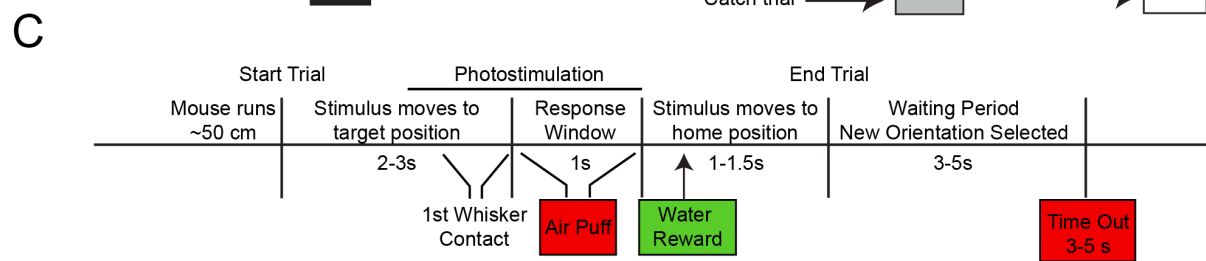 Catch trial
C
Start Trial
Photostimulation
End Trial
Mouse runs
~50 cm
Stimulus moves to
target position
Response
Window
Stimulus moves to
home position
Waiting Period
New Orientation Selected
2-3s
1s
1-1.5s
3-5s
1st Whisker
Contact
Air Puff
Water
Reward
Time Out
3-5 s